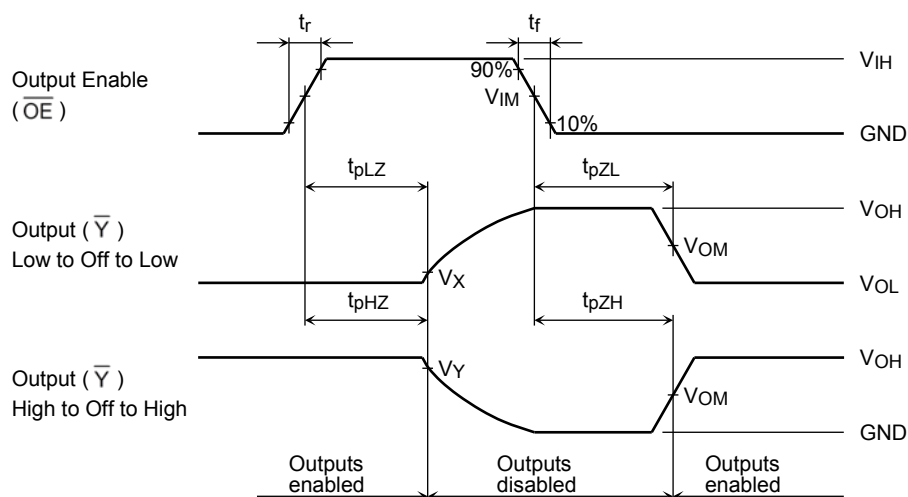 tr
tf
Output Enable
( O̅E̅ )
90%
VIM
10%
VIH
GND
tpLZ
tpZL
Output ( Y̅ )
Low to Off to Low
VX
VOM
VOH
VOL
tpHZ
tpZH
Output ( Y̅ )
High to Off to High
VY
VOM
VOH
GND
Outputs
enabled
Outputs
disabled
Outputs
enabled